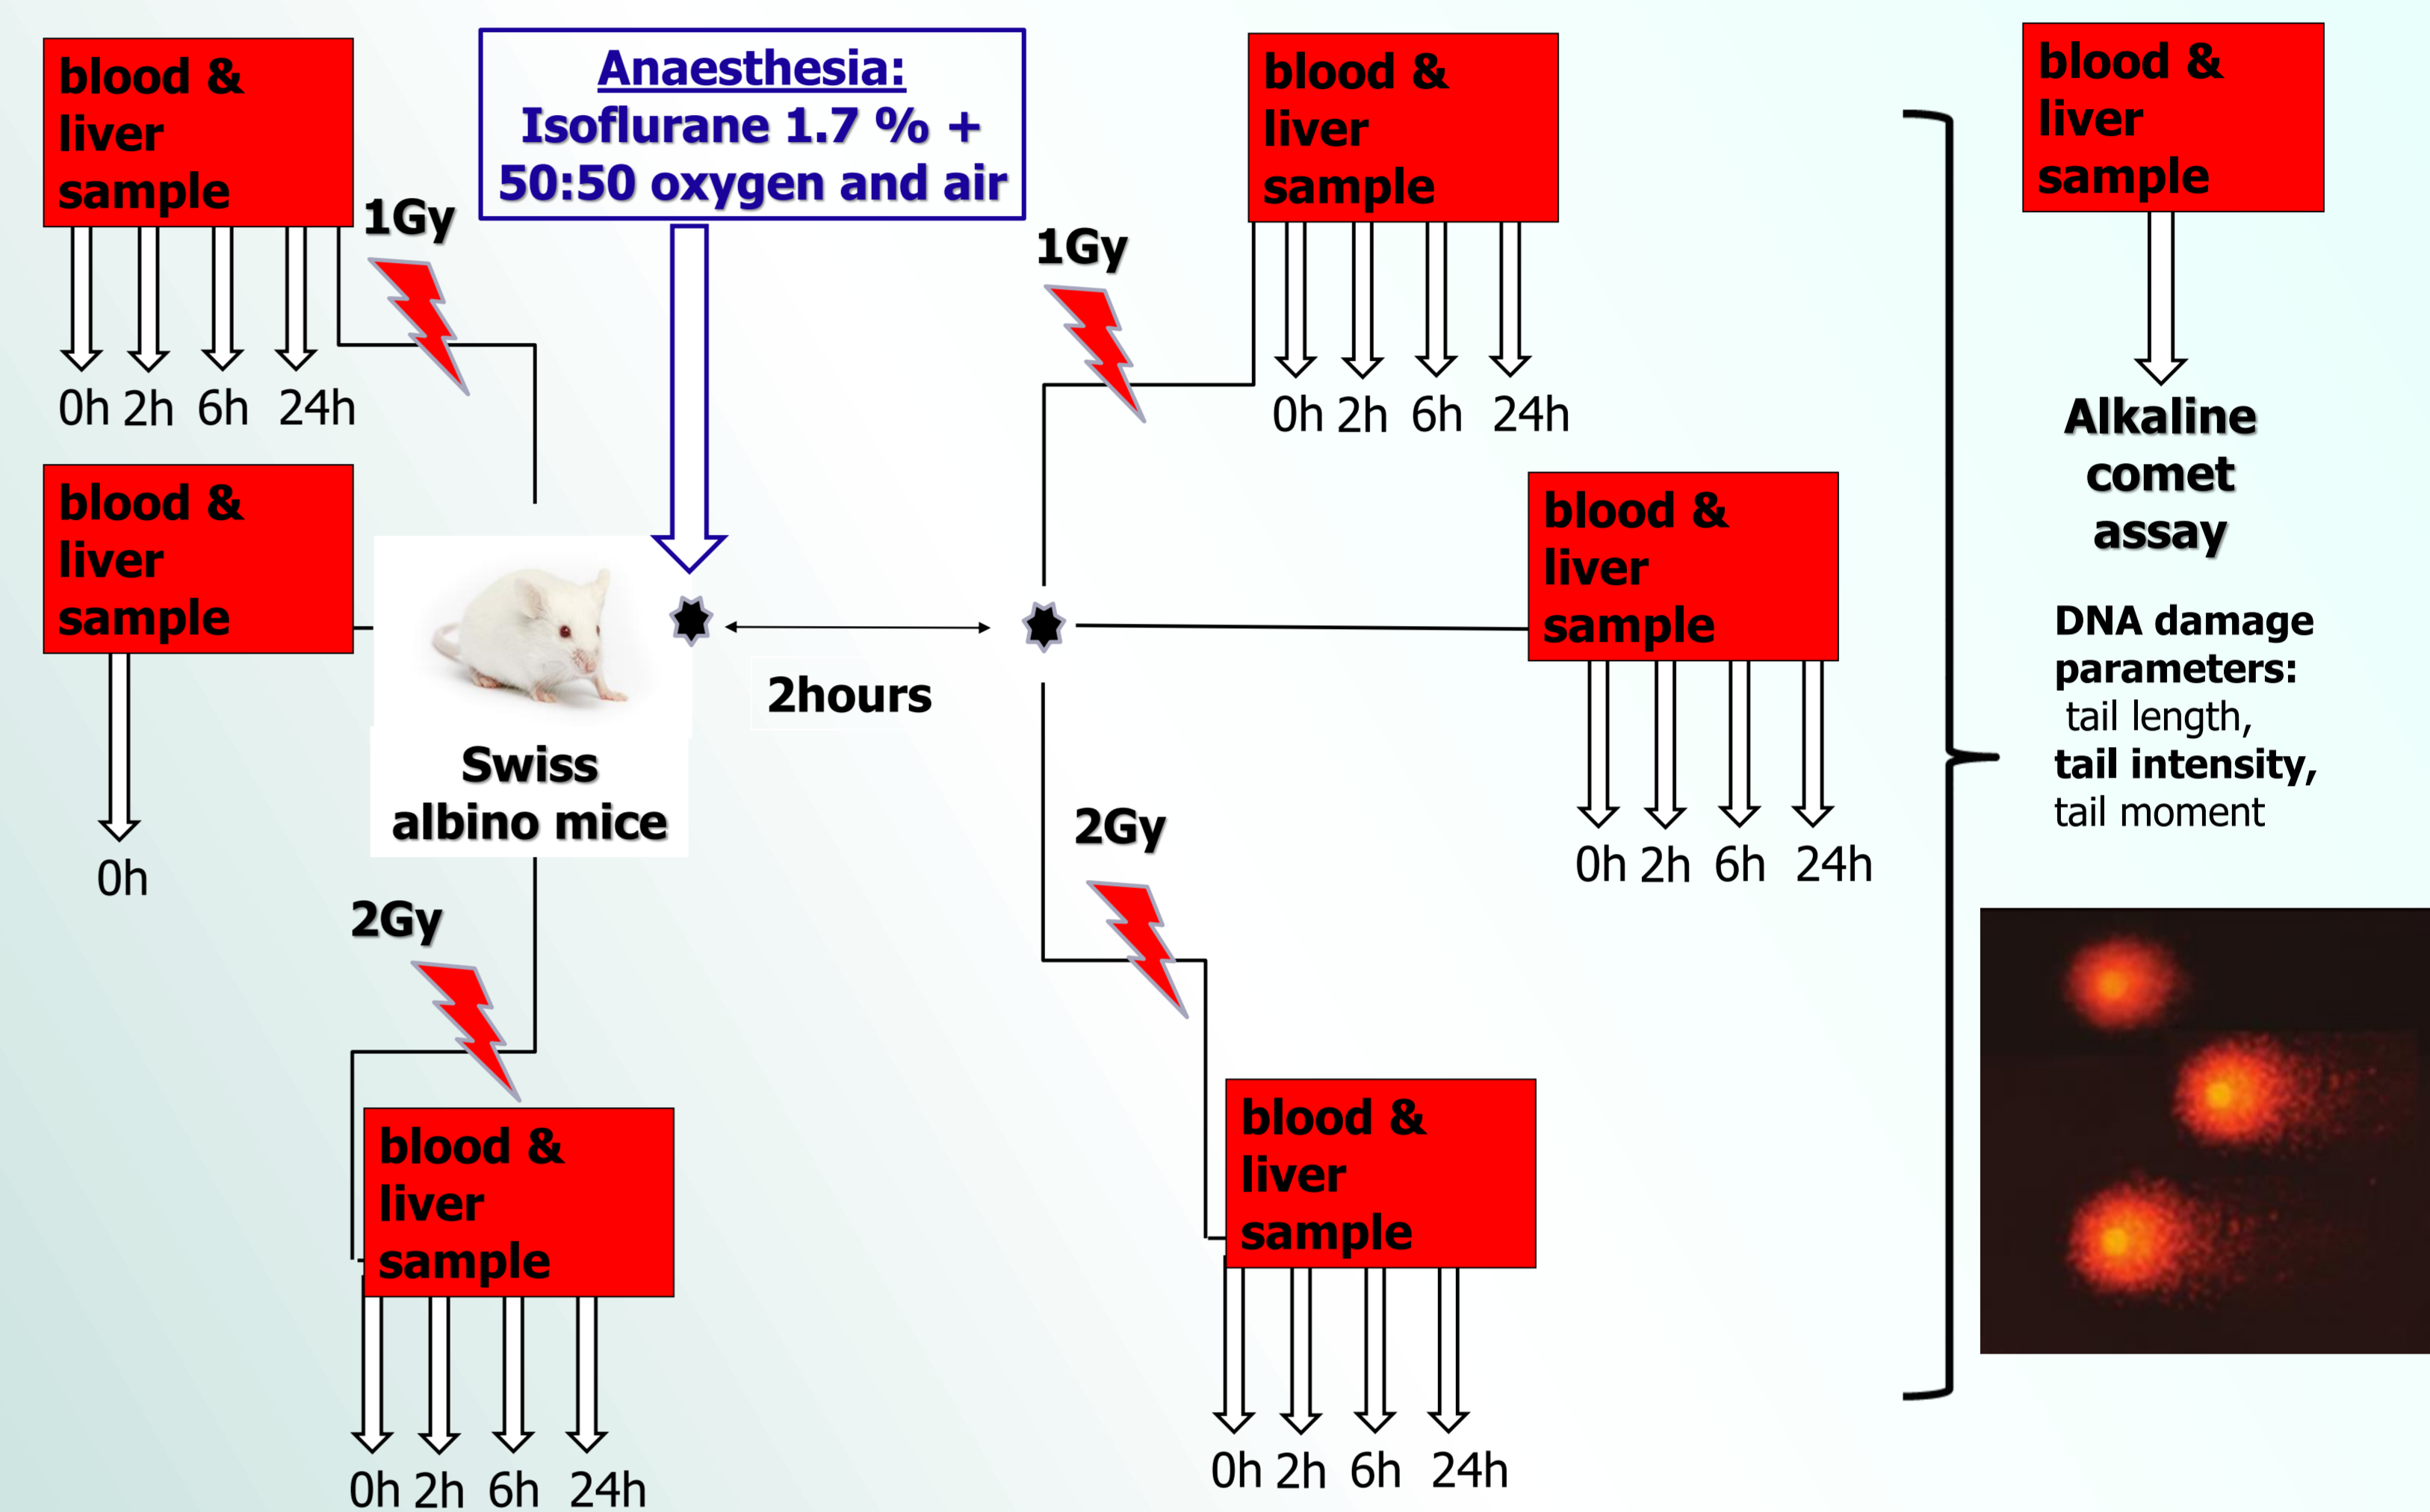 blood &
liver
sample
1Gy
0h 2h 6h 24h
Anaesthesia:
Isoflurane 1.7 % +
50:50 oxygen and air
blood &
liver
sample
0h
Swiss
albino mice
2Gy
blood &
liver
sample
0h 2h 6h 24h
2hours
1Gy
blood &
liver
sample
0h 2h 6h 24h
blood &
liver
sample
0h 2h 6h 24h
2Gy
blood &
liver
sample
0h 2h 6h 24h
blood &
liver
sample
Alkaline
comet
assay
DNA damage
parameters:
tail length,
tail intensity,
tail moment